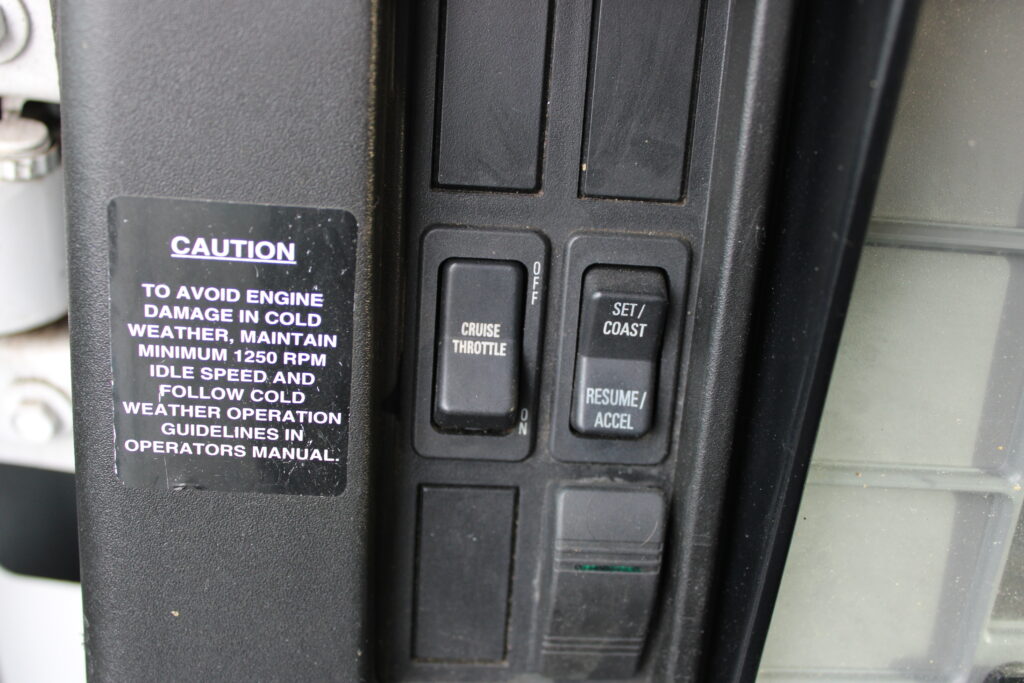 CAUTION
TO AVOID ENGINE
DAMAGE IN COLD
WEATHER, MAINTAIN
MINIMUM 1250 RPM
IDLE SPEED AND
FOLLOW COLD
WEATHER OPERATION
GUIDELINES IN
OPERATORS MANUAL.
OFF
CRUISE
THROTTLE
ON
SET/
COAST
RESUME/
ACCEL